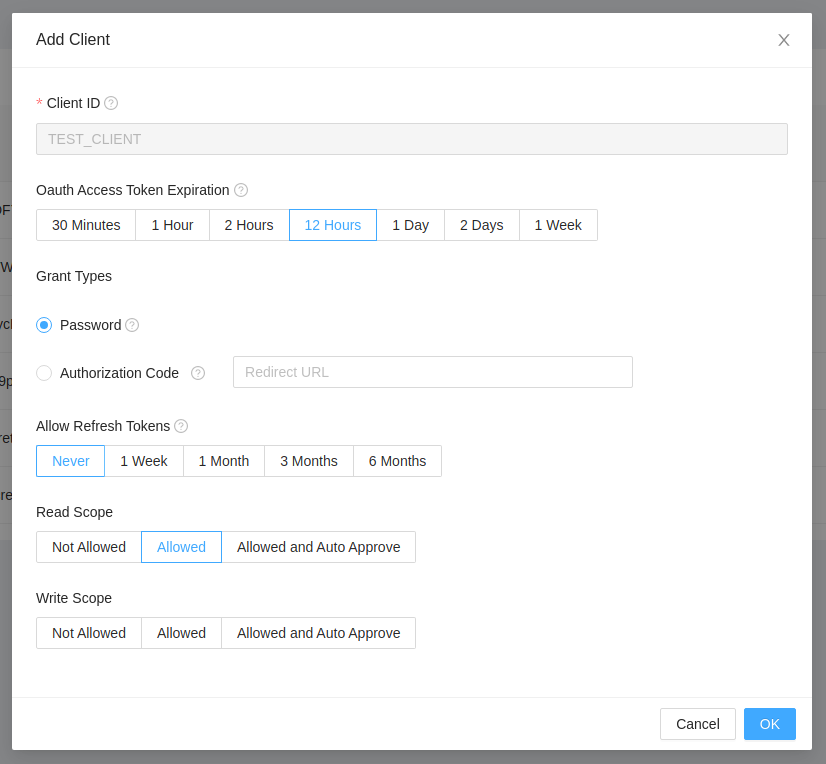 Add Client
* Client ID
TEST_CLIENT
Oauth Access Token Expiration
30 Minutes 1 Hour 2 Hours 12 Hours 1 Day 2 Days 1 Week
Grant Types
Password
Authorization Code Redirect URL
Allow Refresh Tokens
Never 1 Week 1 Month 3 Months 6 Months
Read Scope
Not Allowed Allowed Allowed and Auto Approve
Write Scope
Not Allowed Allowed Allowed and Auto Approve
Cancel OK